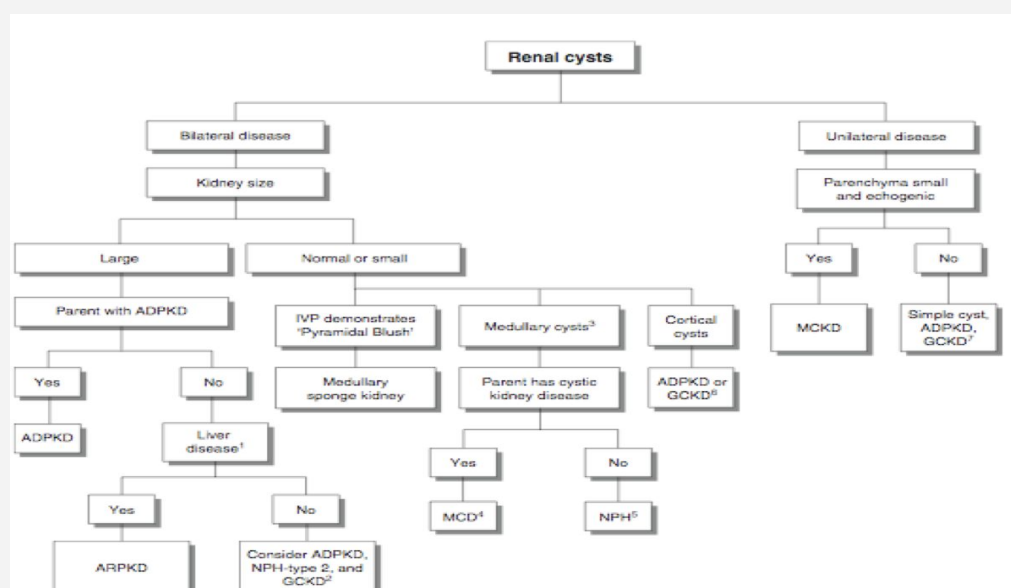 Renal cysts
Bilateral disease
Unilateral disease
Kidney size
Parenchyma small
and echogenic
Large
Normal or small
Yes
No
Parent with ADPKD
IVP demonstrates
'Pyramidal Blush'
Medullary cysts³
Cortical
cysts
MCKD
Simple cyst,
ADPKD,
GCKD⁷
Yes
No
Medullary
sponge kidney
Parent has cystic
kidney disease
ADPKD or
GCKD⁶
ADPKD
Liver
disease¹
Yes
No
Yes
No
MCD⁴
NPH⁵
ARPKD
Consider ADPKD,
NPH-type 2, and
GCKD²